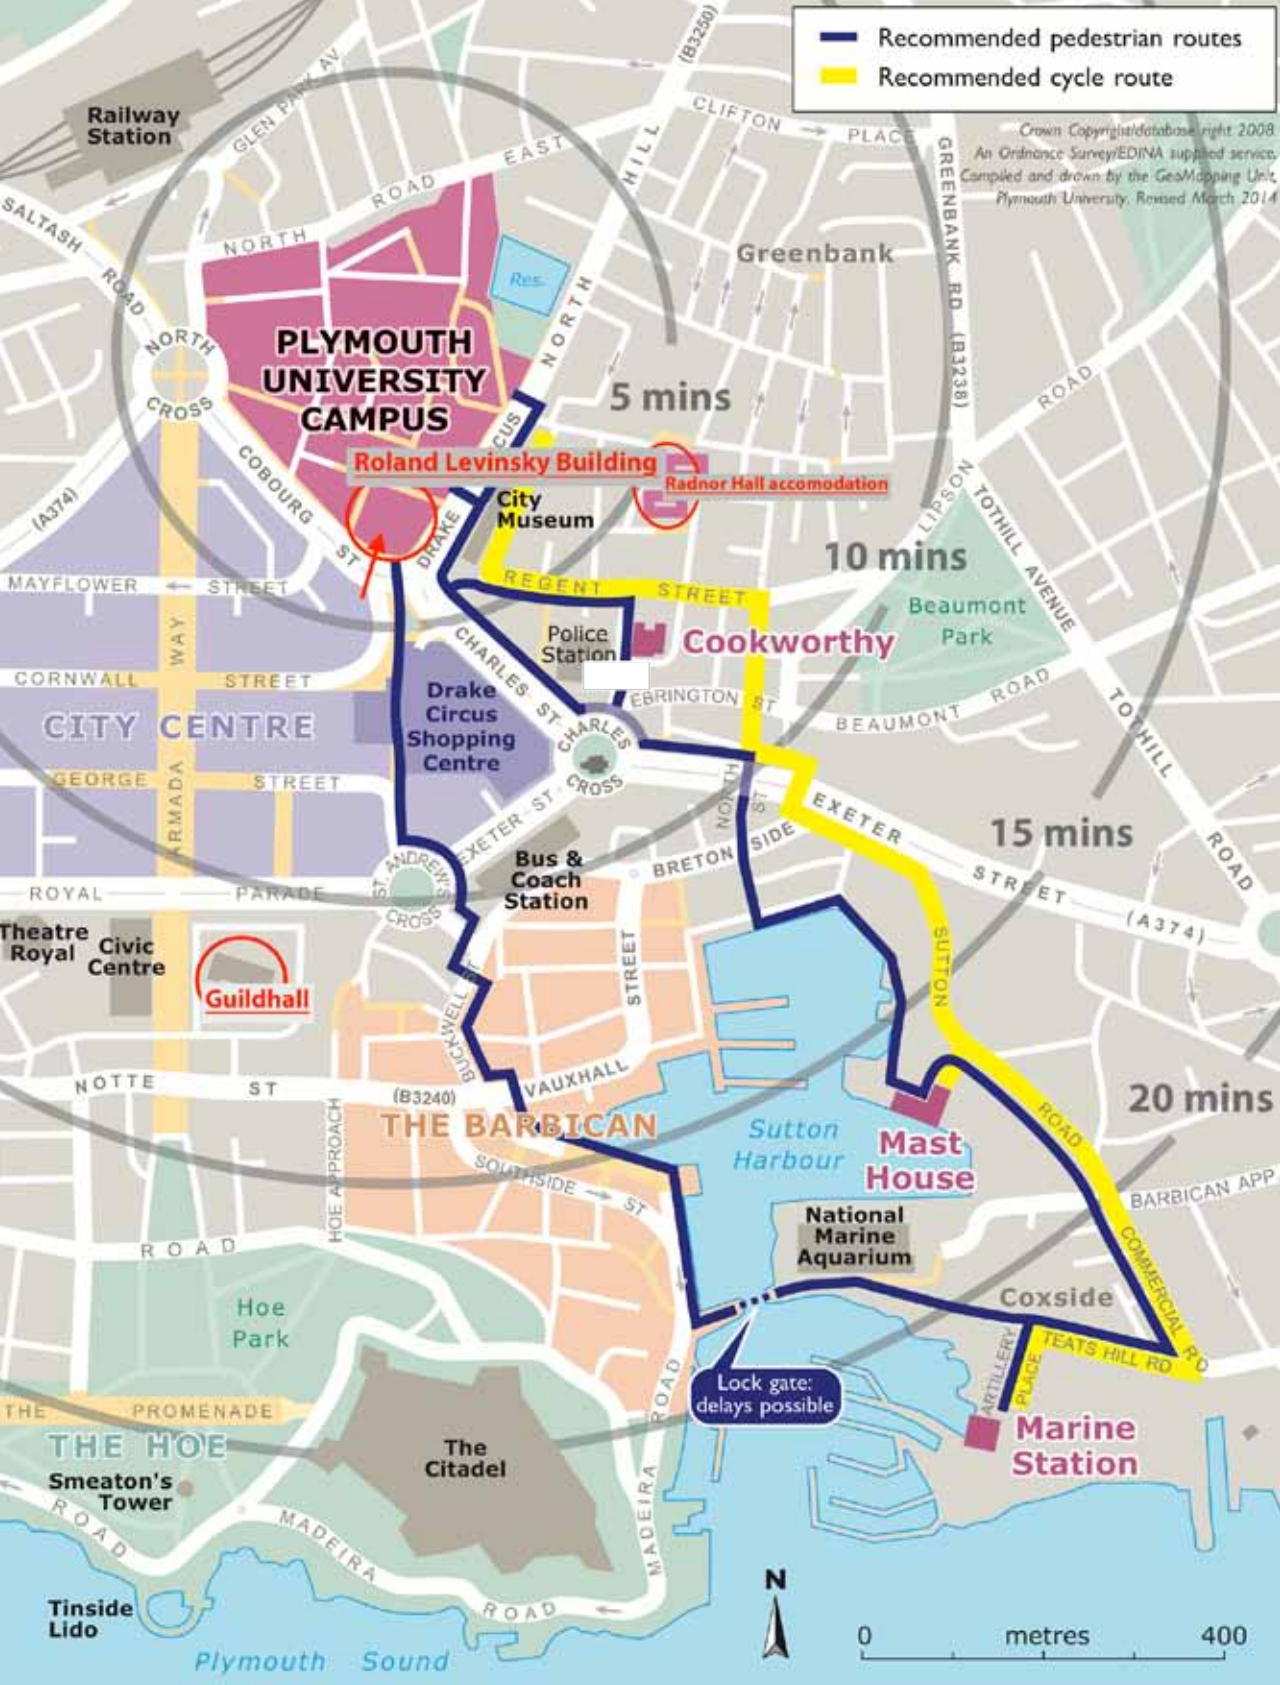 Recommended pedestrian routes
Recommended cycle route
Crown Copyright/database right 2008.
An Ordnance Survey/EDINA supplied service.
Compiled and drawn by the GeoMapping Unit,
Plymouth University. Revised March 2014
(B3250)
Railway
Station
GLEN PARK AV
CLIFTON
PLACE
NORTH
ROAD
EAST
NORTH
HILL
GREENBANK RD
(B3238)
SALTASH
ROAD
Greenbank
Res.
NORTH
CROSS
PLYMOUTH
UNIVERSITY
CAMPUS
5 mins
ROAD
CUS
Roland Levinsky Building
Radnor Hall accomodation
LIPSON
COBOURG
ST
(A374)
City
Museum
DRAKE
TOTHILL
AVENUE
10 mins
MAYFLOWER
STREET
REGENT
STREET
Beaumont
Park
Police
Station
Cookworthy
ARMADA
WAY
CORNWALL
STREET
CHARLES
ST
EBRINGTON
ST
BEAUMONT
ROAD
TOTHILL
ROAD
CITY CENTRE
Drake
Circus
Shopping
Centre
CHARLES
CROSS
GEORGE
STREET
NORTH
ST
EXETER
STREET
(A374)
15 mins
EXETER ST
BRETON
SIDE
Bus &
Coach
Station
ST. ANDREW'S
CROSS
ROYAL
PARADE
Theatre
Royal
Civic
Centre
Guildhall
STREET
SUTTON
ROAD
BUCKWELL
ST
NOTTE
ST
(B3240)
VAUXHALL
20 mins
THE BARBICAN
Sutton
Harbour
Mast
House
HOE APPROACH
SOUTHSIDE
ST
BARBICAN APP
National
Marine
Aquarium
COMMERCIAL
RD
ROAD
Hoe
Park
Coxside
ARTILLERY
PLACE
TEATS HILL RD
Lock gate:
delays possible
THE
PROMENADE
THE HOE
MADEIRA
ROAD
Marine
Station
The
Citadel
Smeaton's
Tower
ROAD
MADEIRA
ROAD
Tinside
Lido
Plymouth Sound
N
0
metres
400